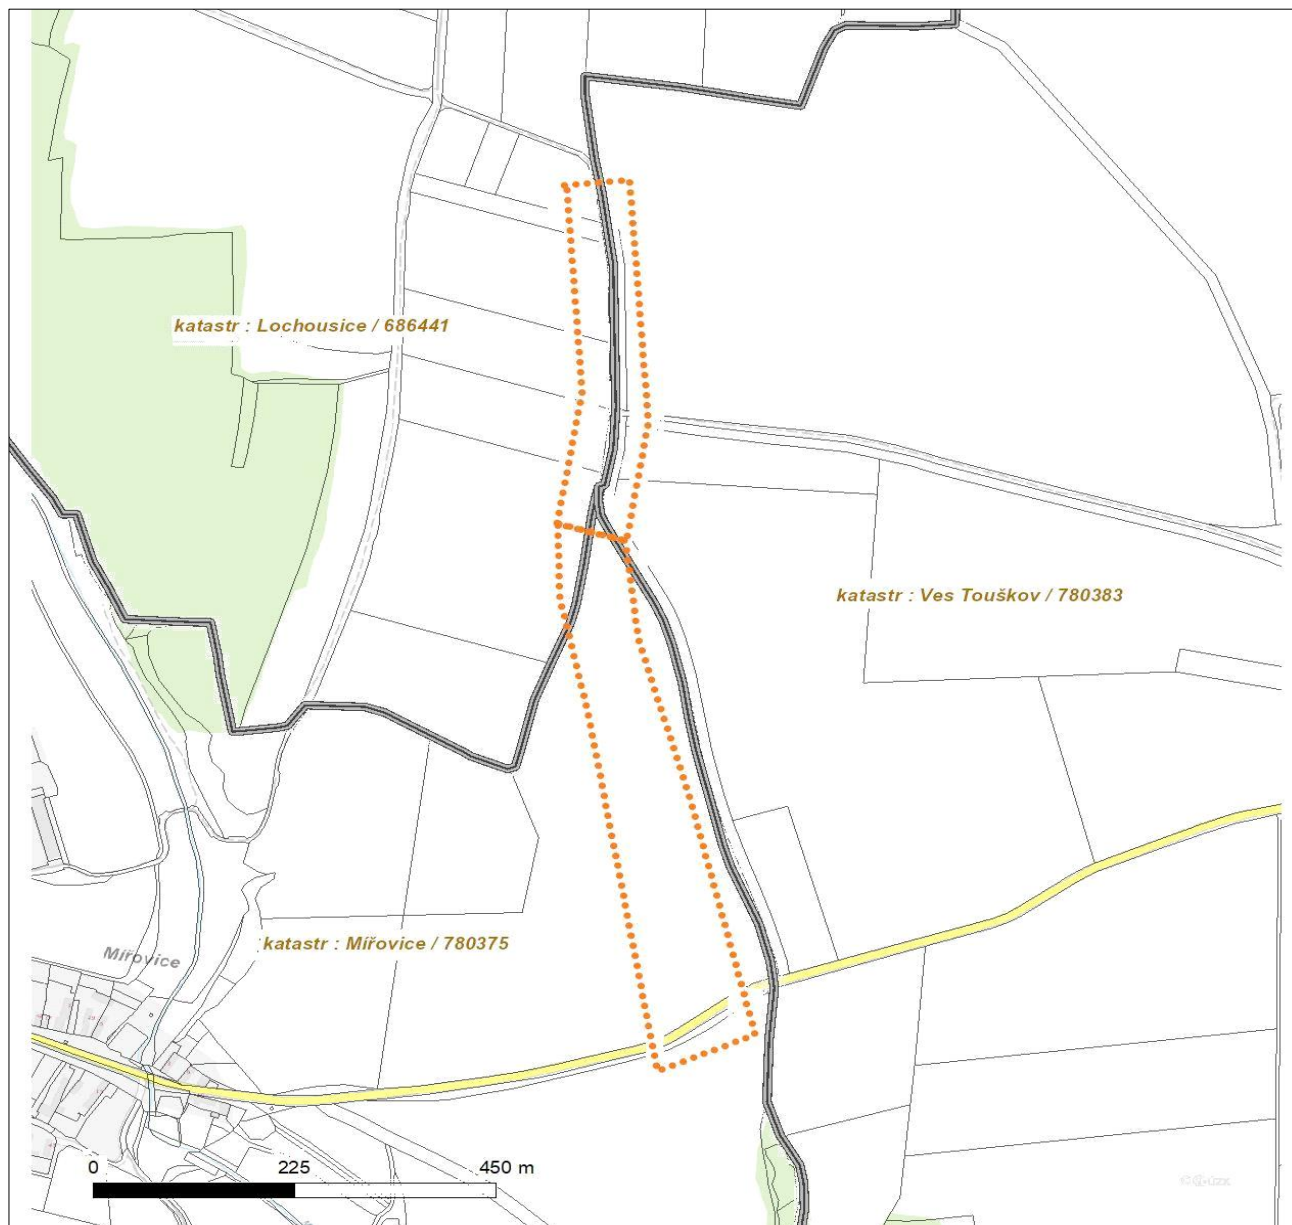 katastr : Lochousice / 686441
katastr : Ves Touškov / 780383
katastr : Mířovice / 780375
Mířovice
0 225 450 m